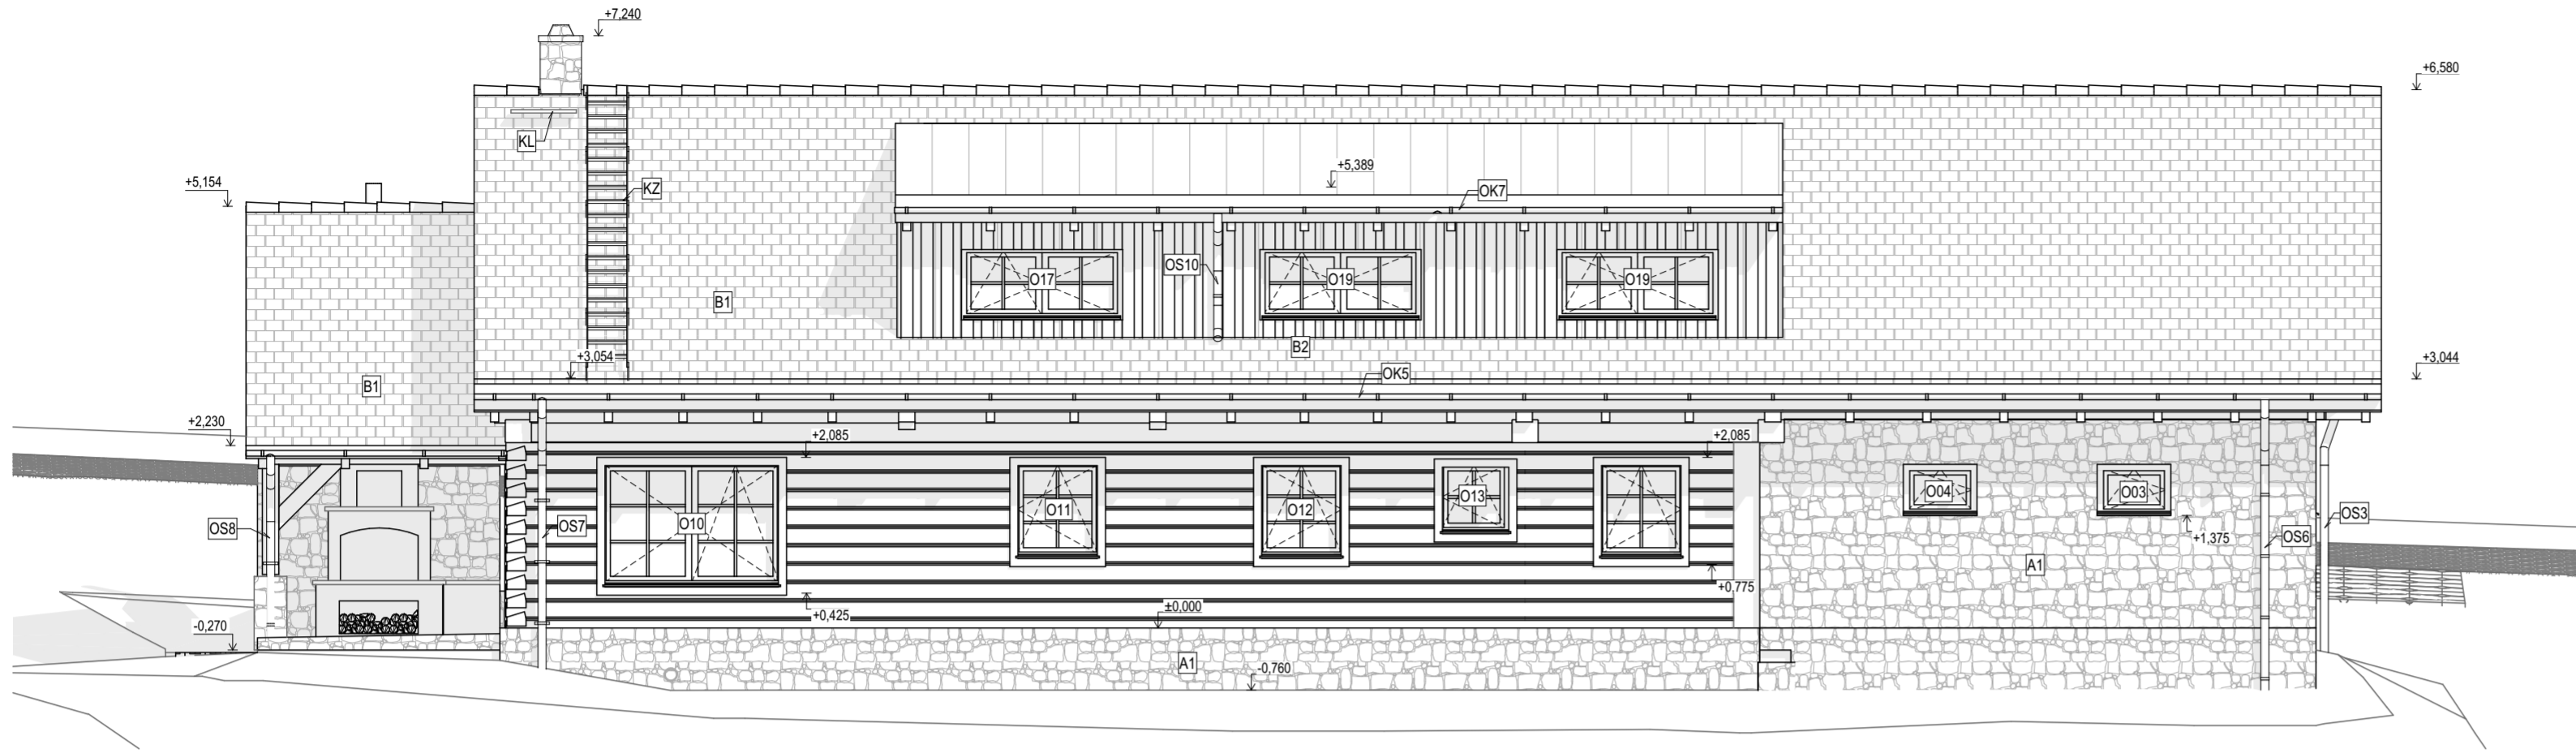 +7,240
+6,580
KL
+5,389
+5,154
KZ
OK7
OS10
O17
O19
O19
B1
B2
+3,054
+3,044
OK5
B1
+2,230
+2,085
+2,085
O13
O04
O03
O11
O12
OS3
OS8
OS7
O10
+1,375
OS6
A1
+0,775
±0,000
+0,425
-0,270
A1
-0,760